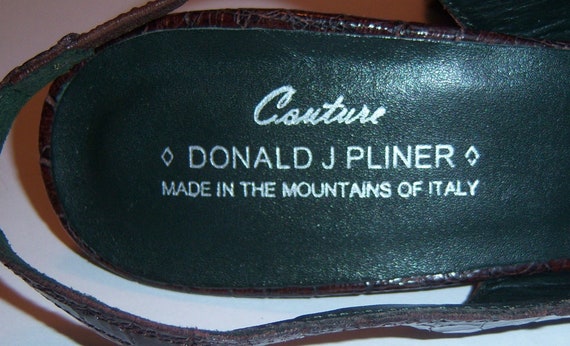 Couture
◊ DONALD J PLINER ◊
MADE IN THE MOUNTAINS OF ITALY